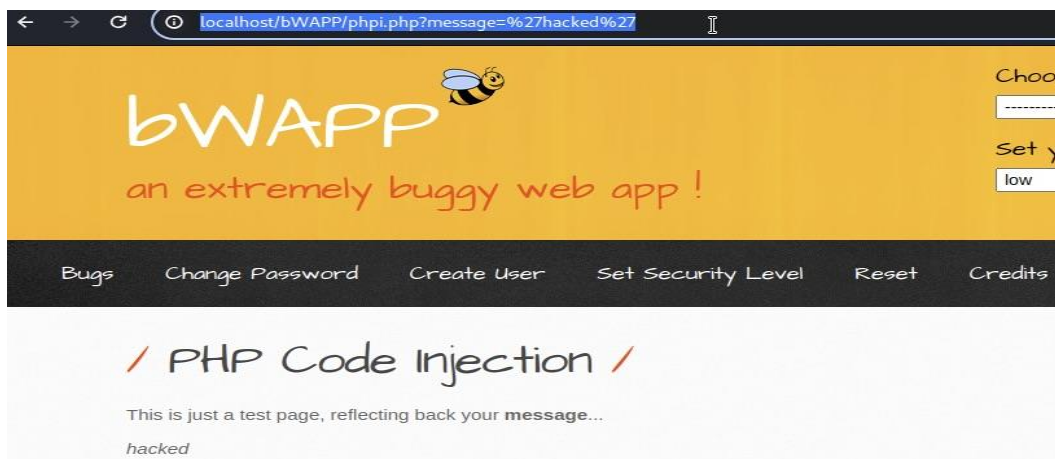 localhost/bWAPP/phpi.php?message=%27hacked%27
bWAPP
an extremely buggy web app !
Choo
---------
Set y
low
Bugs Change Password Create User Set Security Level Reset Credits
/ PHP Code Injection /
This is just a test page, reflecting back your message...
hacked